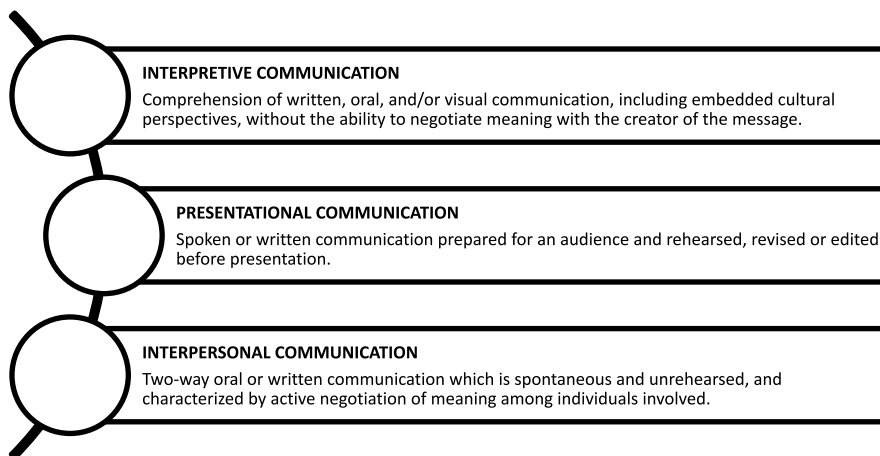 INTERPRETIVE COMMUNICATION
Comprehension of written, oral, and/or visual communication, including embedded cultural
perspectives, without the ability to negotiate meaning with the creator of the message.
PRESENTATIONAL COMMUNICATION
Spoken or written communication prepared for an audience and rehearsed, revised or edited
before presentation.
INTERPERSONAL COMMUNICATION
Two-way oral or written communication which is spontaneous and unrehearsed, and
characterized by active negotiation of meaning among individuals involved.